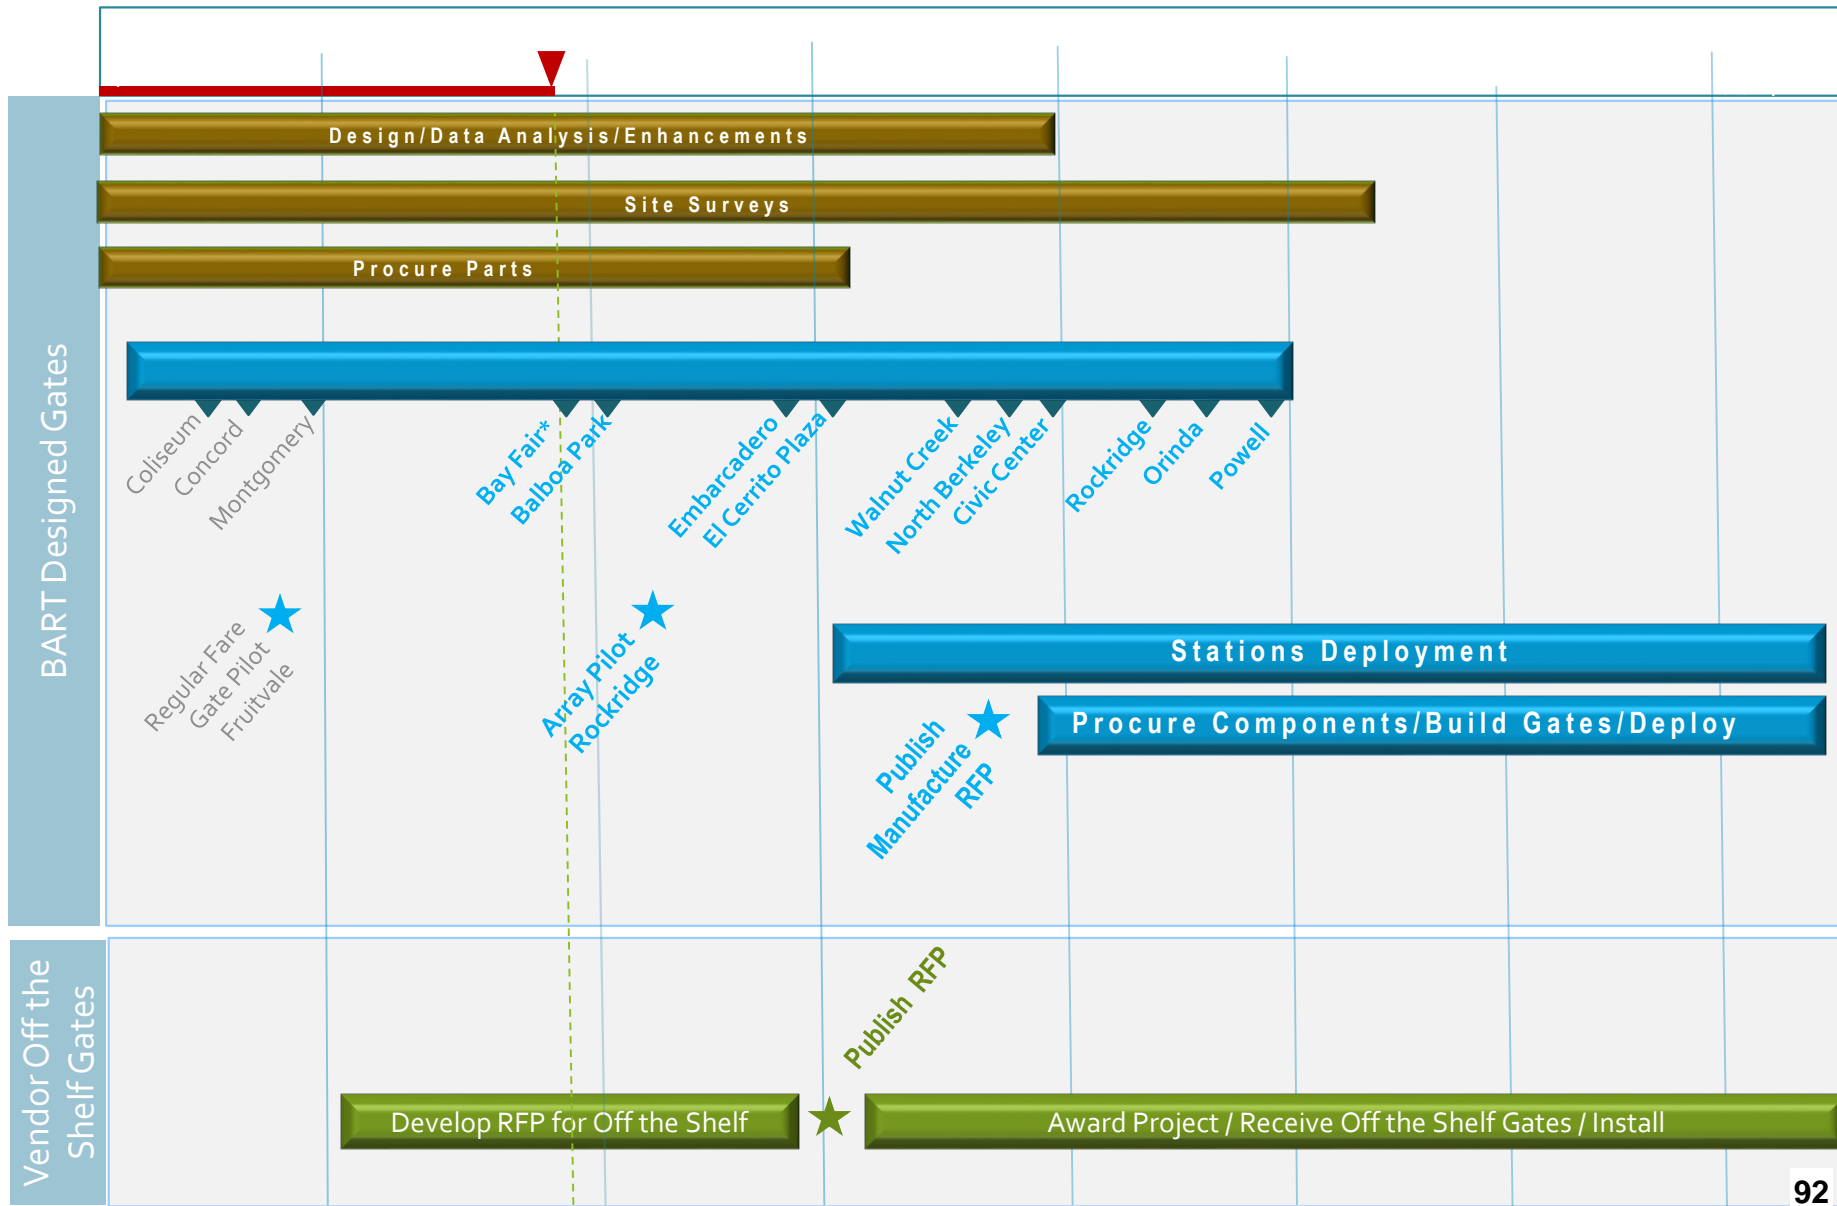 BART Designed Gates
Design/Data Analysis/Enhancements
Site Surveys
Procure Parts
Coliseum
Concord
Montgomery
Bay Fair*
Balboa Park
Embarcadero
El Cerrito Plaza
Walnut Creek
North Berkeley
Civic Center
Rockridge
Orinda
Powell
Regular Fare
Gate Pilot
Fruitvale
Array Pilot
Rockridge
Stations Deployment
Publish
Manufacture
RFP
Procure Components/Build Gates/Deploy
Vendor Off the
Shelf Gates
Publish RFP
Develop RFP for Off the Shelf
Award Project / Receive Off the Shelf Gates / Install
92